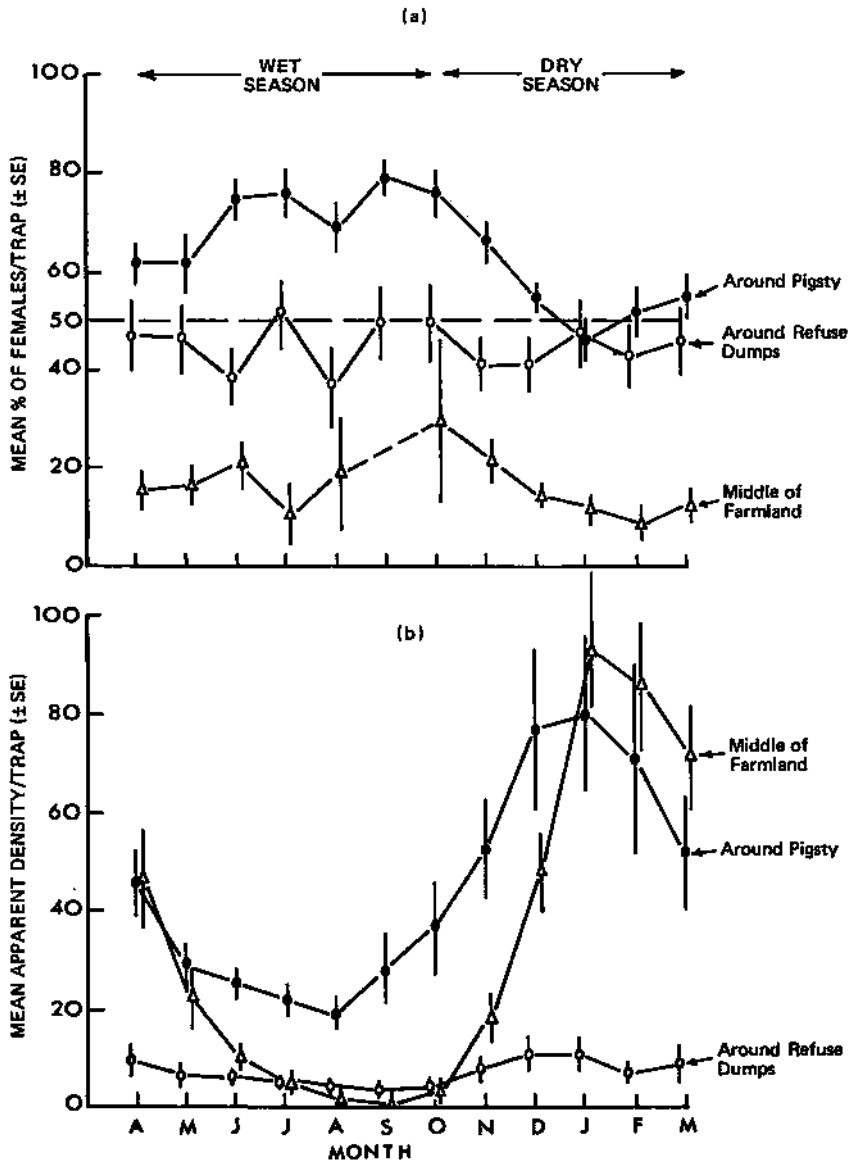 (a)
WET SEASON
DRY SEASON
100
80
60
50
40
20
0
MEAN % OF FEMALES/TRAP (± SE)
Around Pigsty
Around Refuse
Dumps
Middle of
Farmland
(b)
100
80
60
40
20
0
MEAN APPARENT DENSITY/TRAP (± SE)
Middle of
Farmland
Around Pigsty
Around Refuse
Dumps
A M J J A S O N D J F M
MONTH